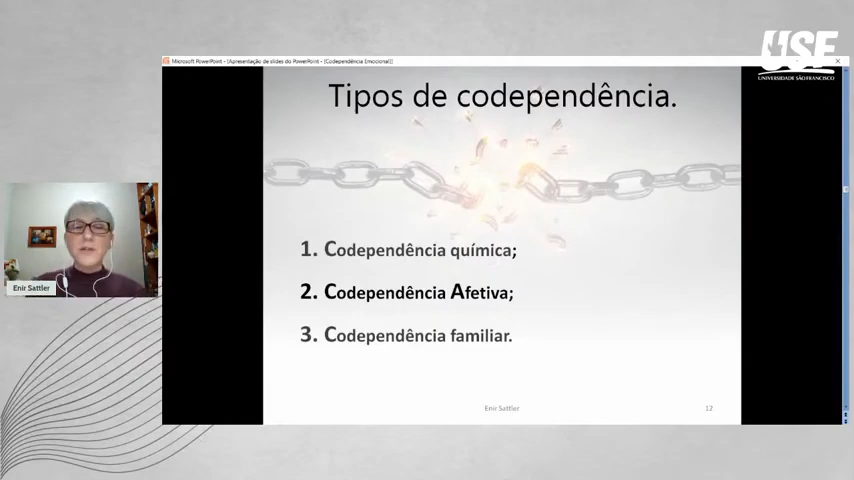 USF
UNIVERSIDADE SÃO FRANCISCO
Microsoft PowerPoint - [Apresentação de slides do PowerPoint - [Codependência Emocional]]
Tipos de codependência.
1. Codependência química;
2. Codependência Afetiva;
3. Codependência familiar.
Enir Sattler
Enir Sattler
12